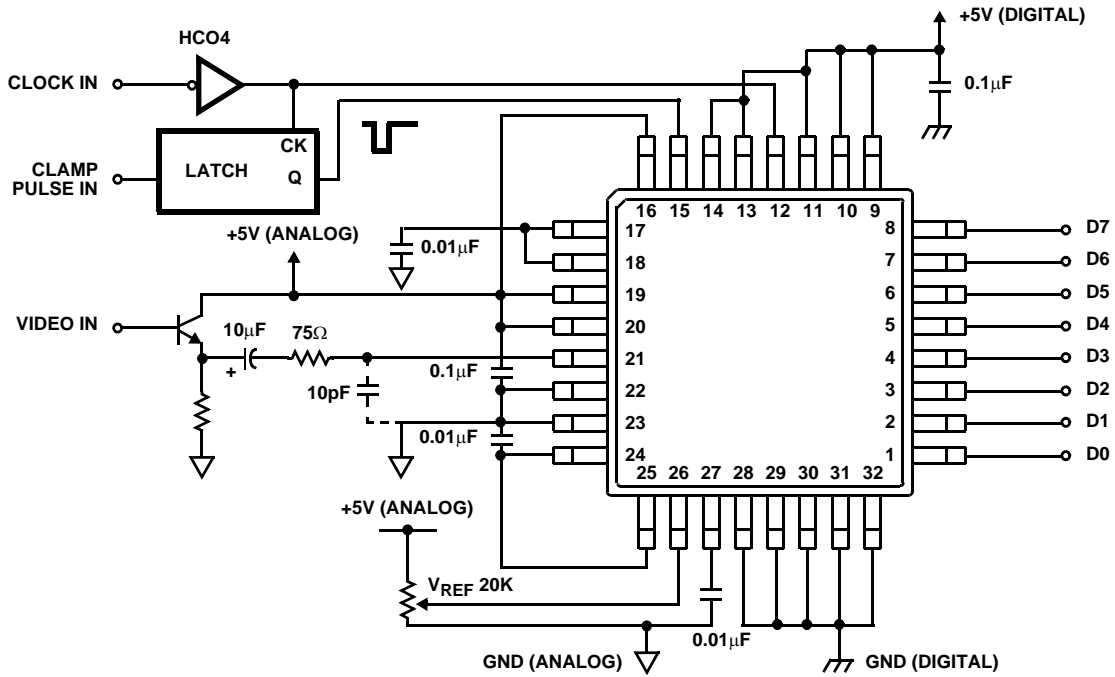 +5V (DIGITAL)
HCO4
CLOCK IN
0.1μF
CK
LATCH
Q
CLAMP
PULSE IN
16 15 14 13 12 11 10 9
17
18
19
20
21
22
23
24
8
7
6
5
4
3
2
1
25 26 27 28 29 30 31 32
D7
D6
D5
D4
D3
D2
D1
D0
+5V (ANALOG)
0.01μF
VIDEO IN
10μF
75Ω
+
10pF
0.1μF
0.01μF
+5V (ANALOG)
VREF 20K
0.01μF
GND (ANALOG)
GND (DIGITAL)